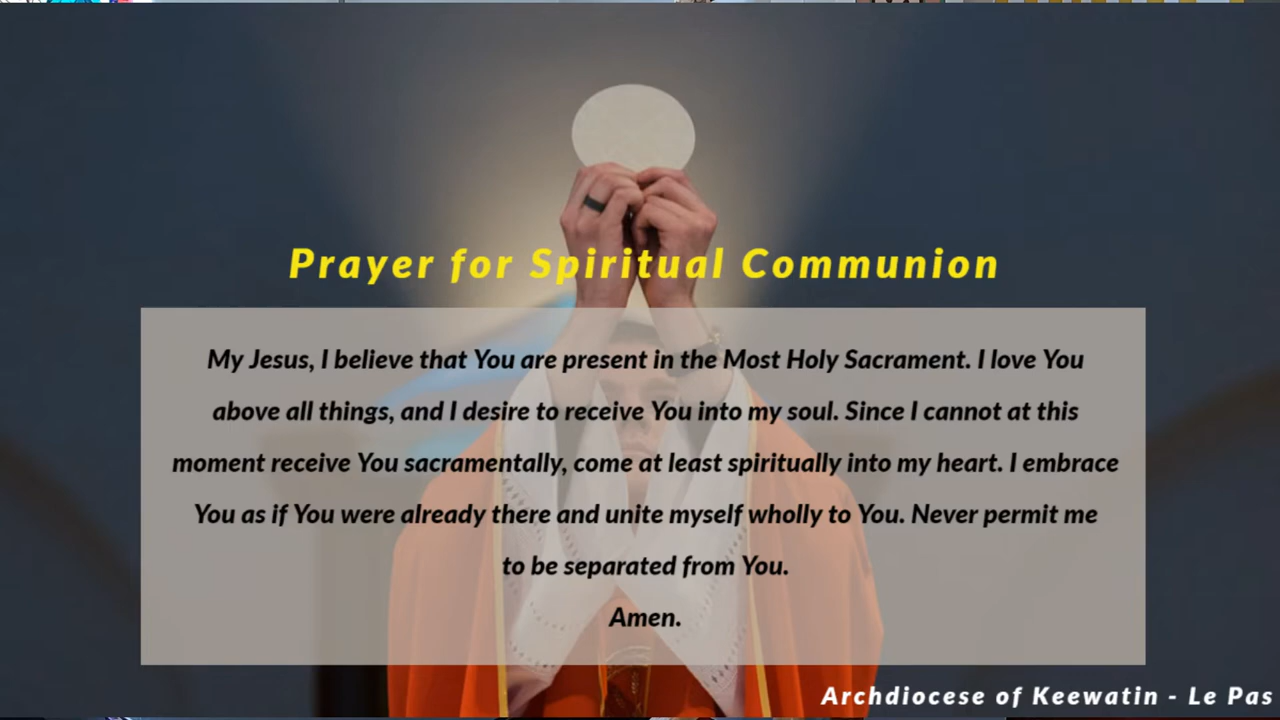 Prayer for Spiritual Communion
My Jesus, I believe that You are present in the Most Holy Sacrament. I love You
above all things, and I desire to receive You into my soul. Since I cannot at this
moment receive You sacramentally, come at least spiritually into my heart. I embrace
You as if You were already there and unite myself wholly to You. Never permit me
to be separated from You.
Amen.
Archdiocese of Keewatin - Le Pas